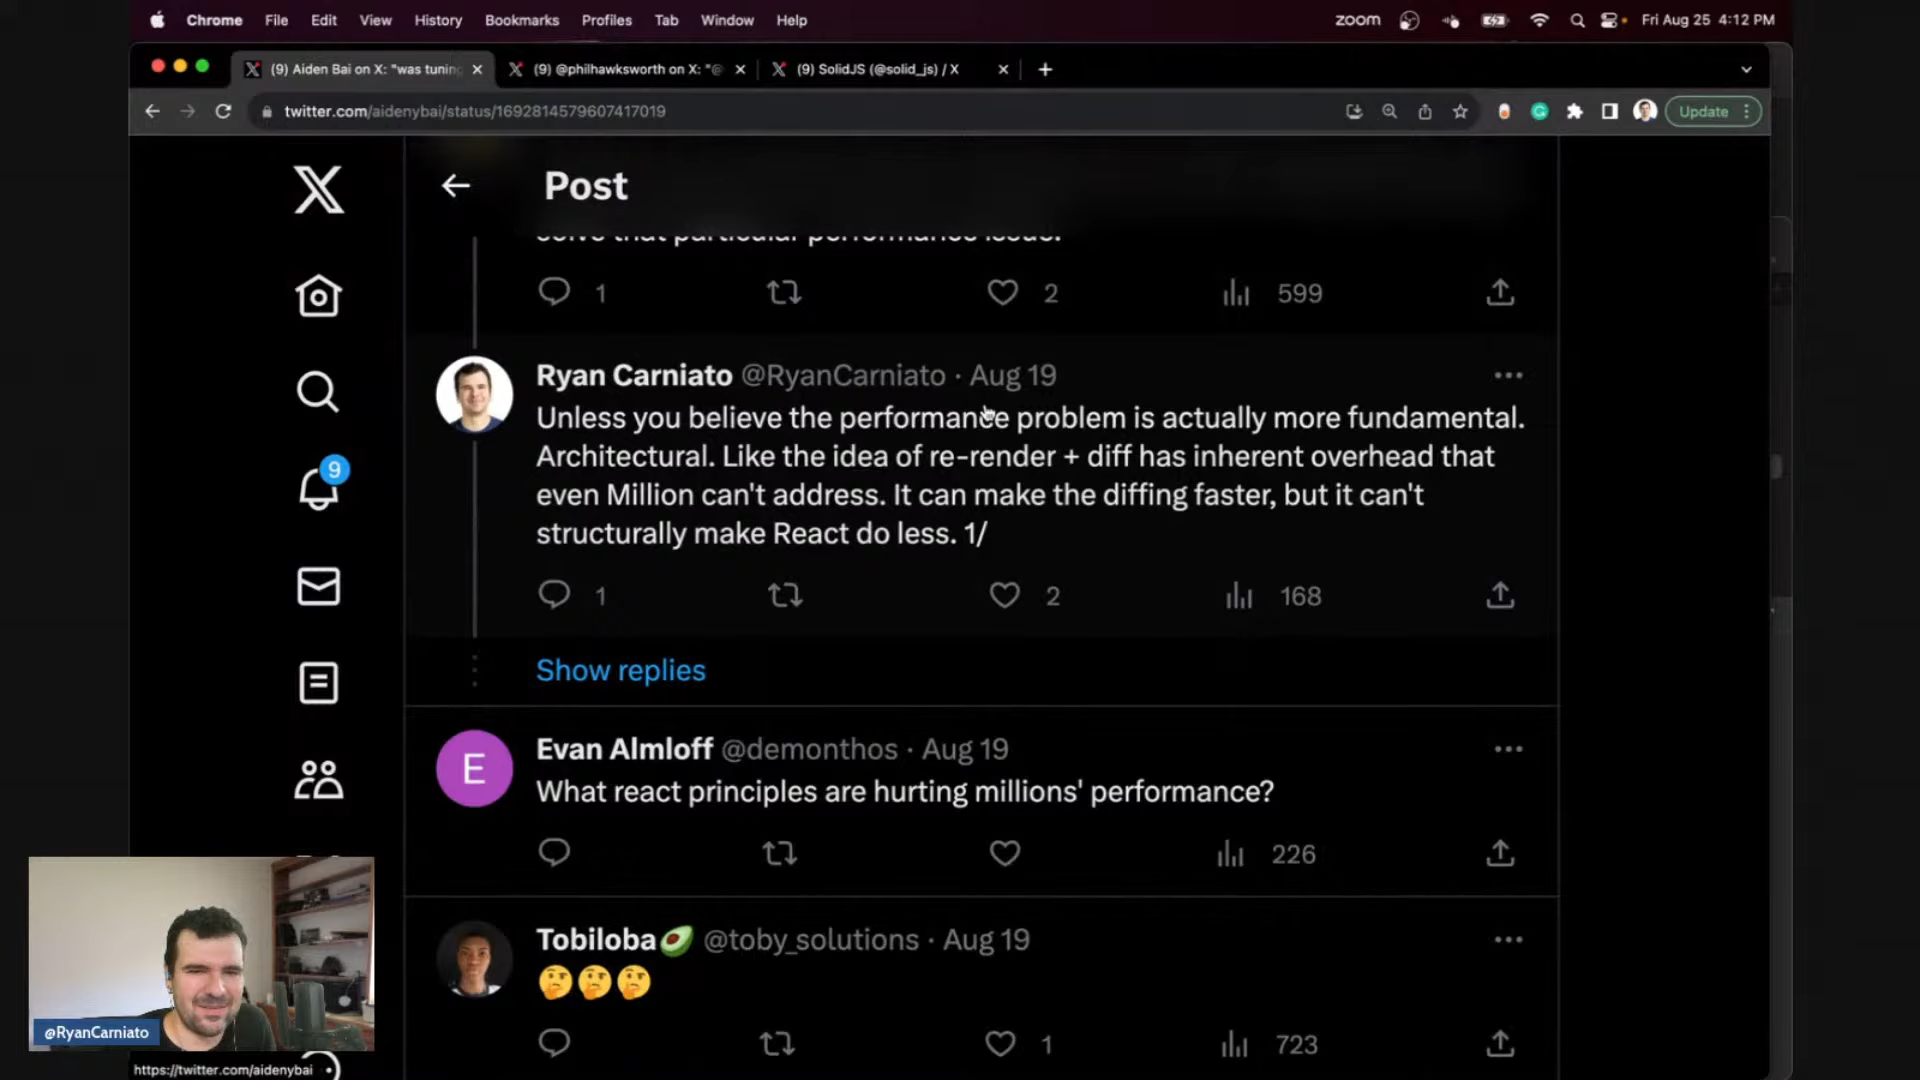 Chrome File Edit View History Bookmarks Profiles Tab Window Help zoom Fri Aug 25 4:12 PM
(9) Aiden Bai on X: "was tuning (9) @philhawksworth on X: "@ (9) SolidJS (@solid_js) / X
twitter.com/aidenybai/status/1692814579607417019 Update
Post
solve that particular performance issue.
1 2 599
Ryan Carniato @RyanCarniato · Aug 19
Unless you believe the performance problem is actually more fundamental.
Architectural. Like the idea of re-render + diff has inherent overhead that
even Million can't address. It can make the diffing faster, but it can't
structurally make React do less. 1/
9
1 2 168
Show replies
Evan Almloff @demonthos · Aug 19
E
What react principles are hurting millions' performance?
226
Tobiloba🥑 @toby_solutions · Aug 19
🤔🤔🤔
1 723
@RyanCarniato
https://twitter.com/aidenybai